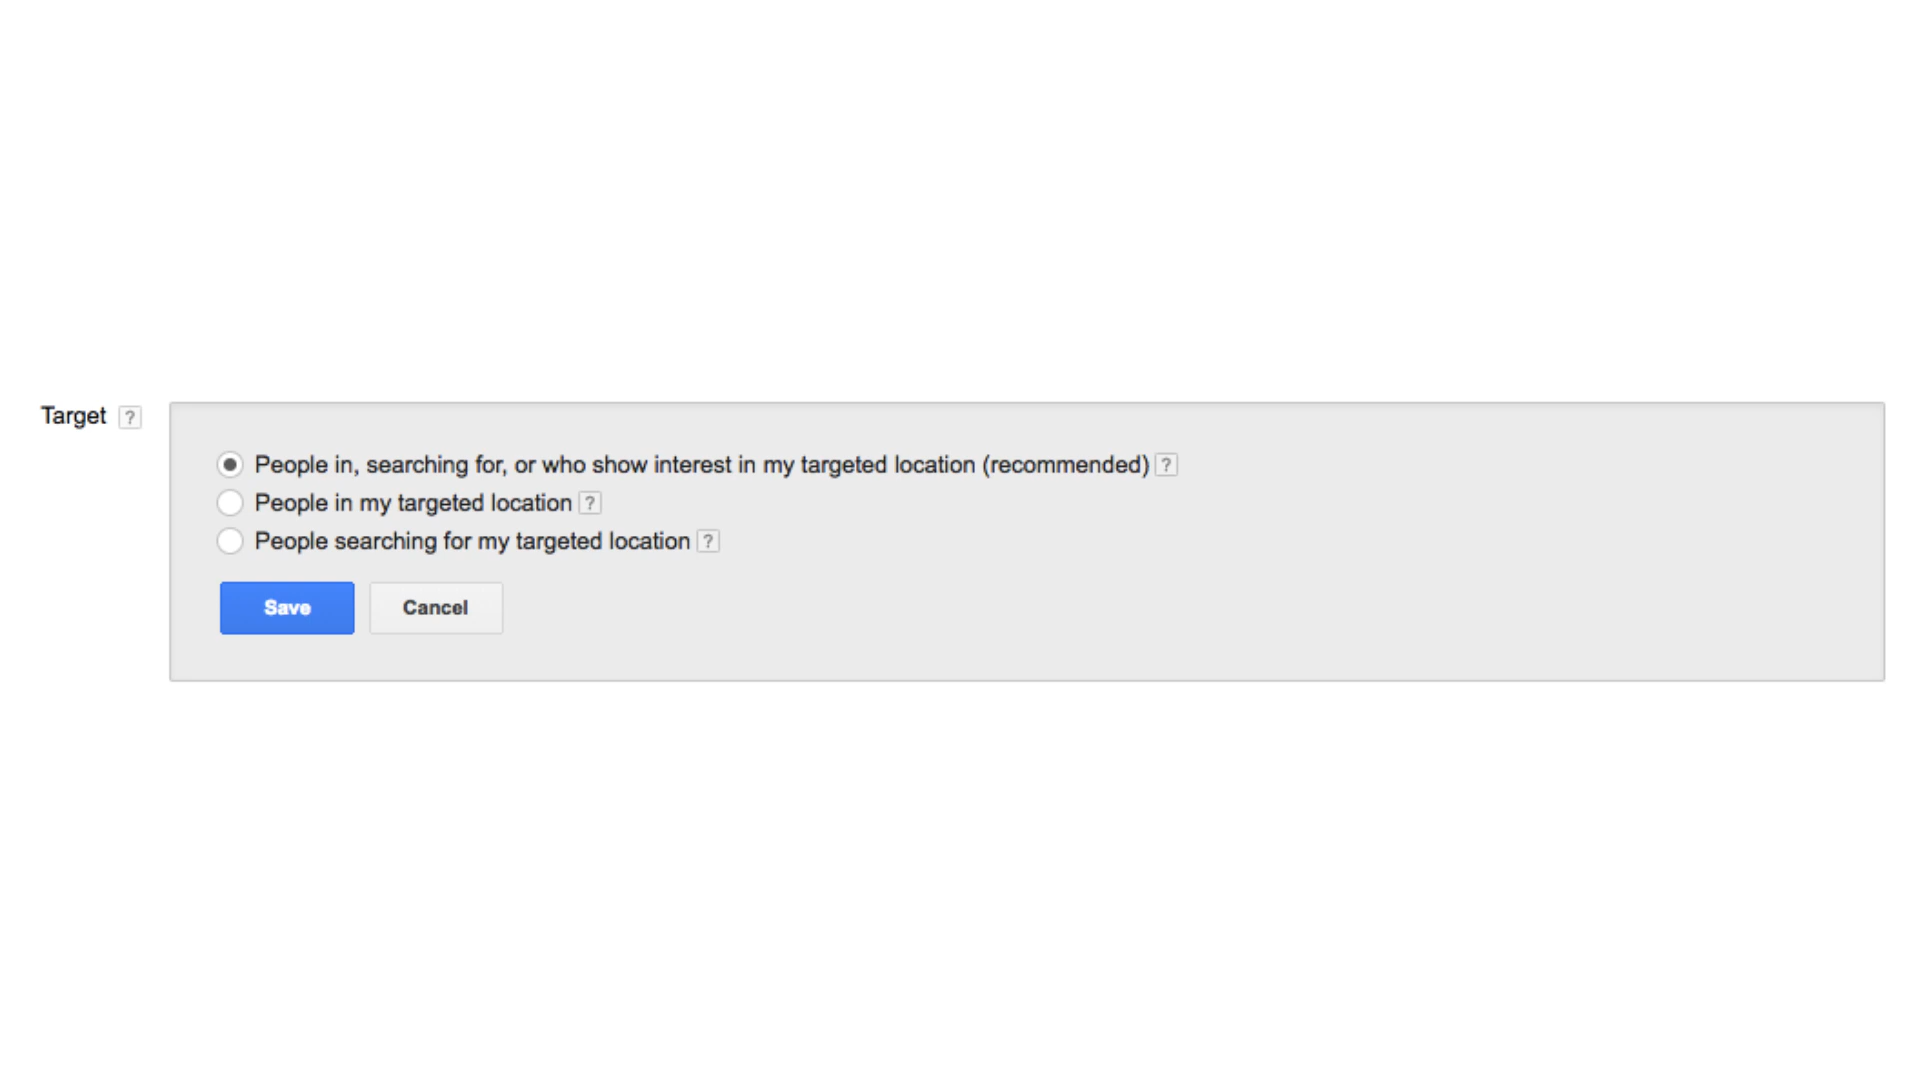 Target ?
People in, searching for, or who show interest in my targeted location (recommended) ?
People in my targeted location ?
People searching for my targeted location ?
Save Cancel